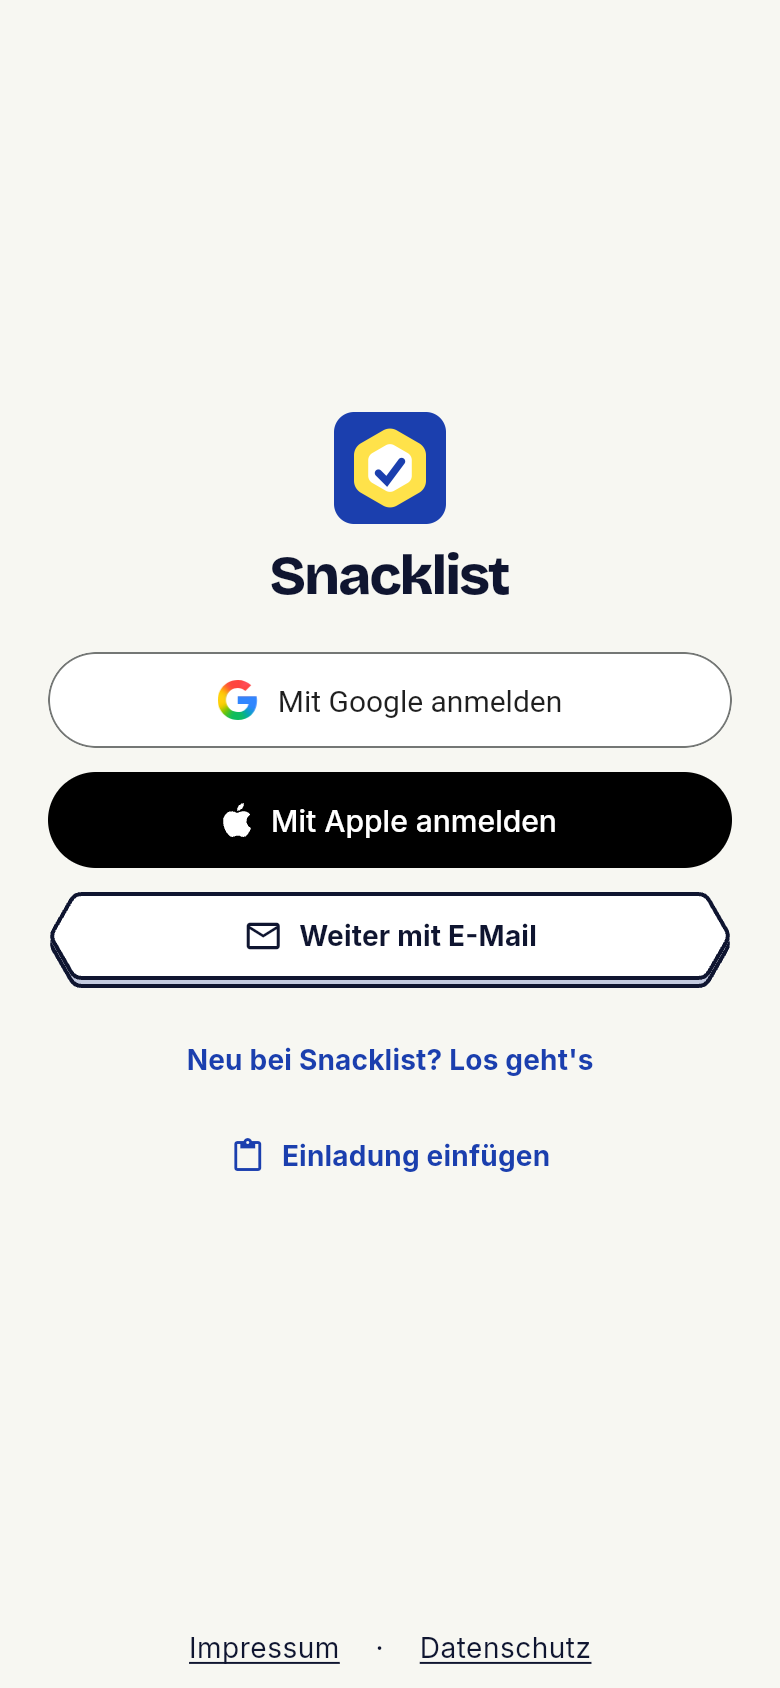 Snacklist
Mit Google anmelden
Mit Apple anmelden
Weiter mit E-Mail
Neu bei Snacklist? Los geht's
Einladung einfügen
Impressum · Datenschutz